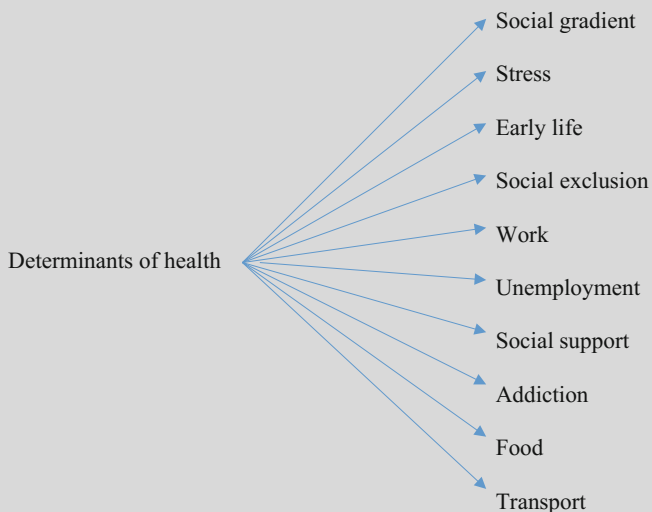 Social gradient
Stress
Early life
Social exclusion
Work
Determinants of health
Unemployment
Social support
Addiction
Food
Transport